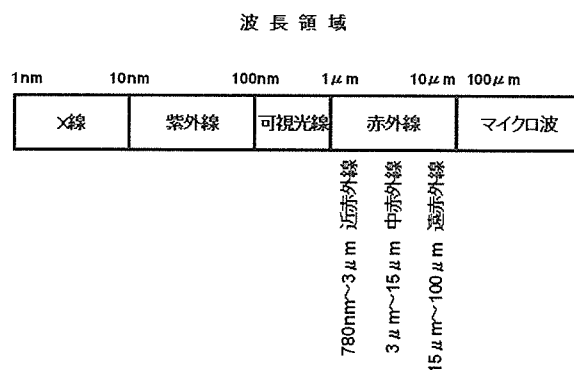 波長領域
1nm 10nm 100nm 1μm 10μm 100μm
X線 紫外線 可視光線 赤外線 マイクロ波
780nm～3μm 近赤外線
3μm～15μm 中赤外線
15μm～100μm 遠赤外線